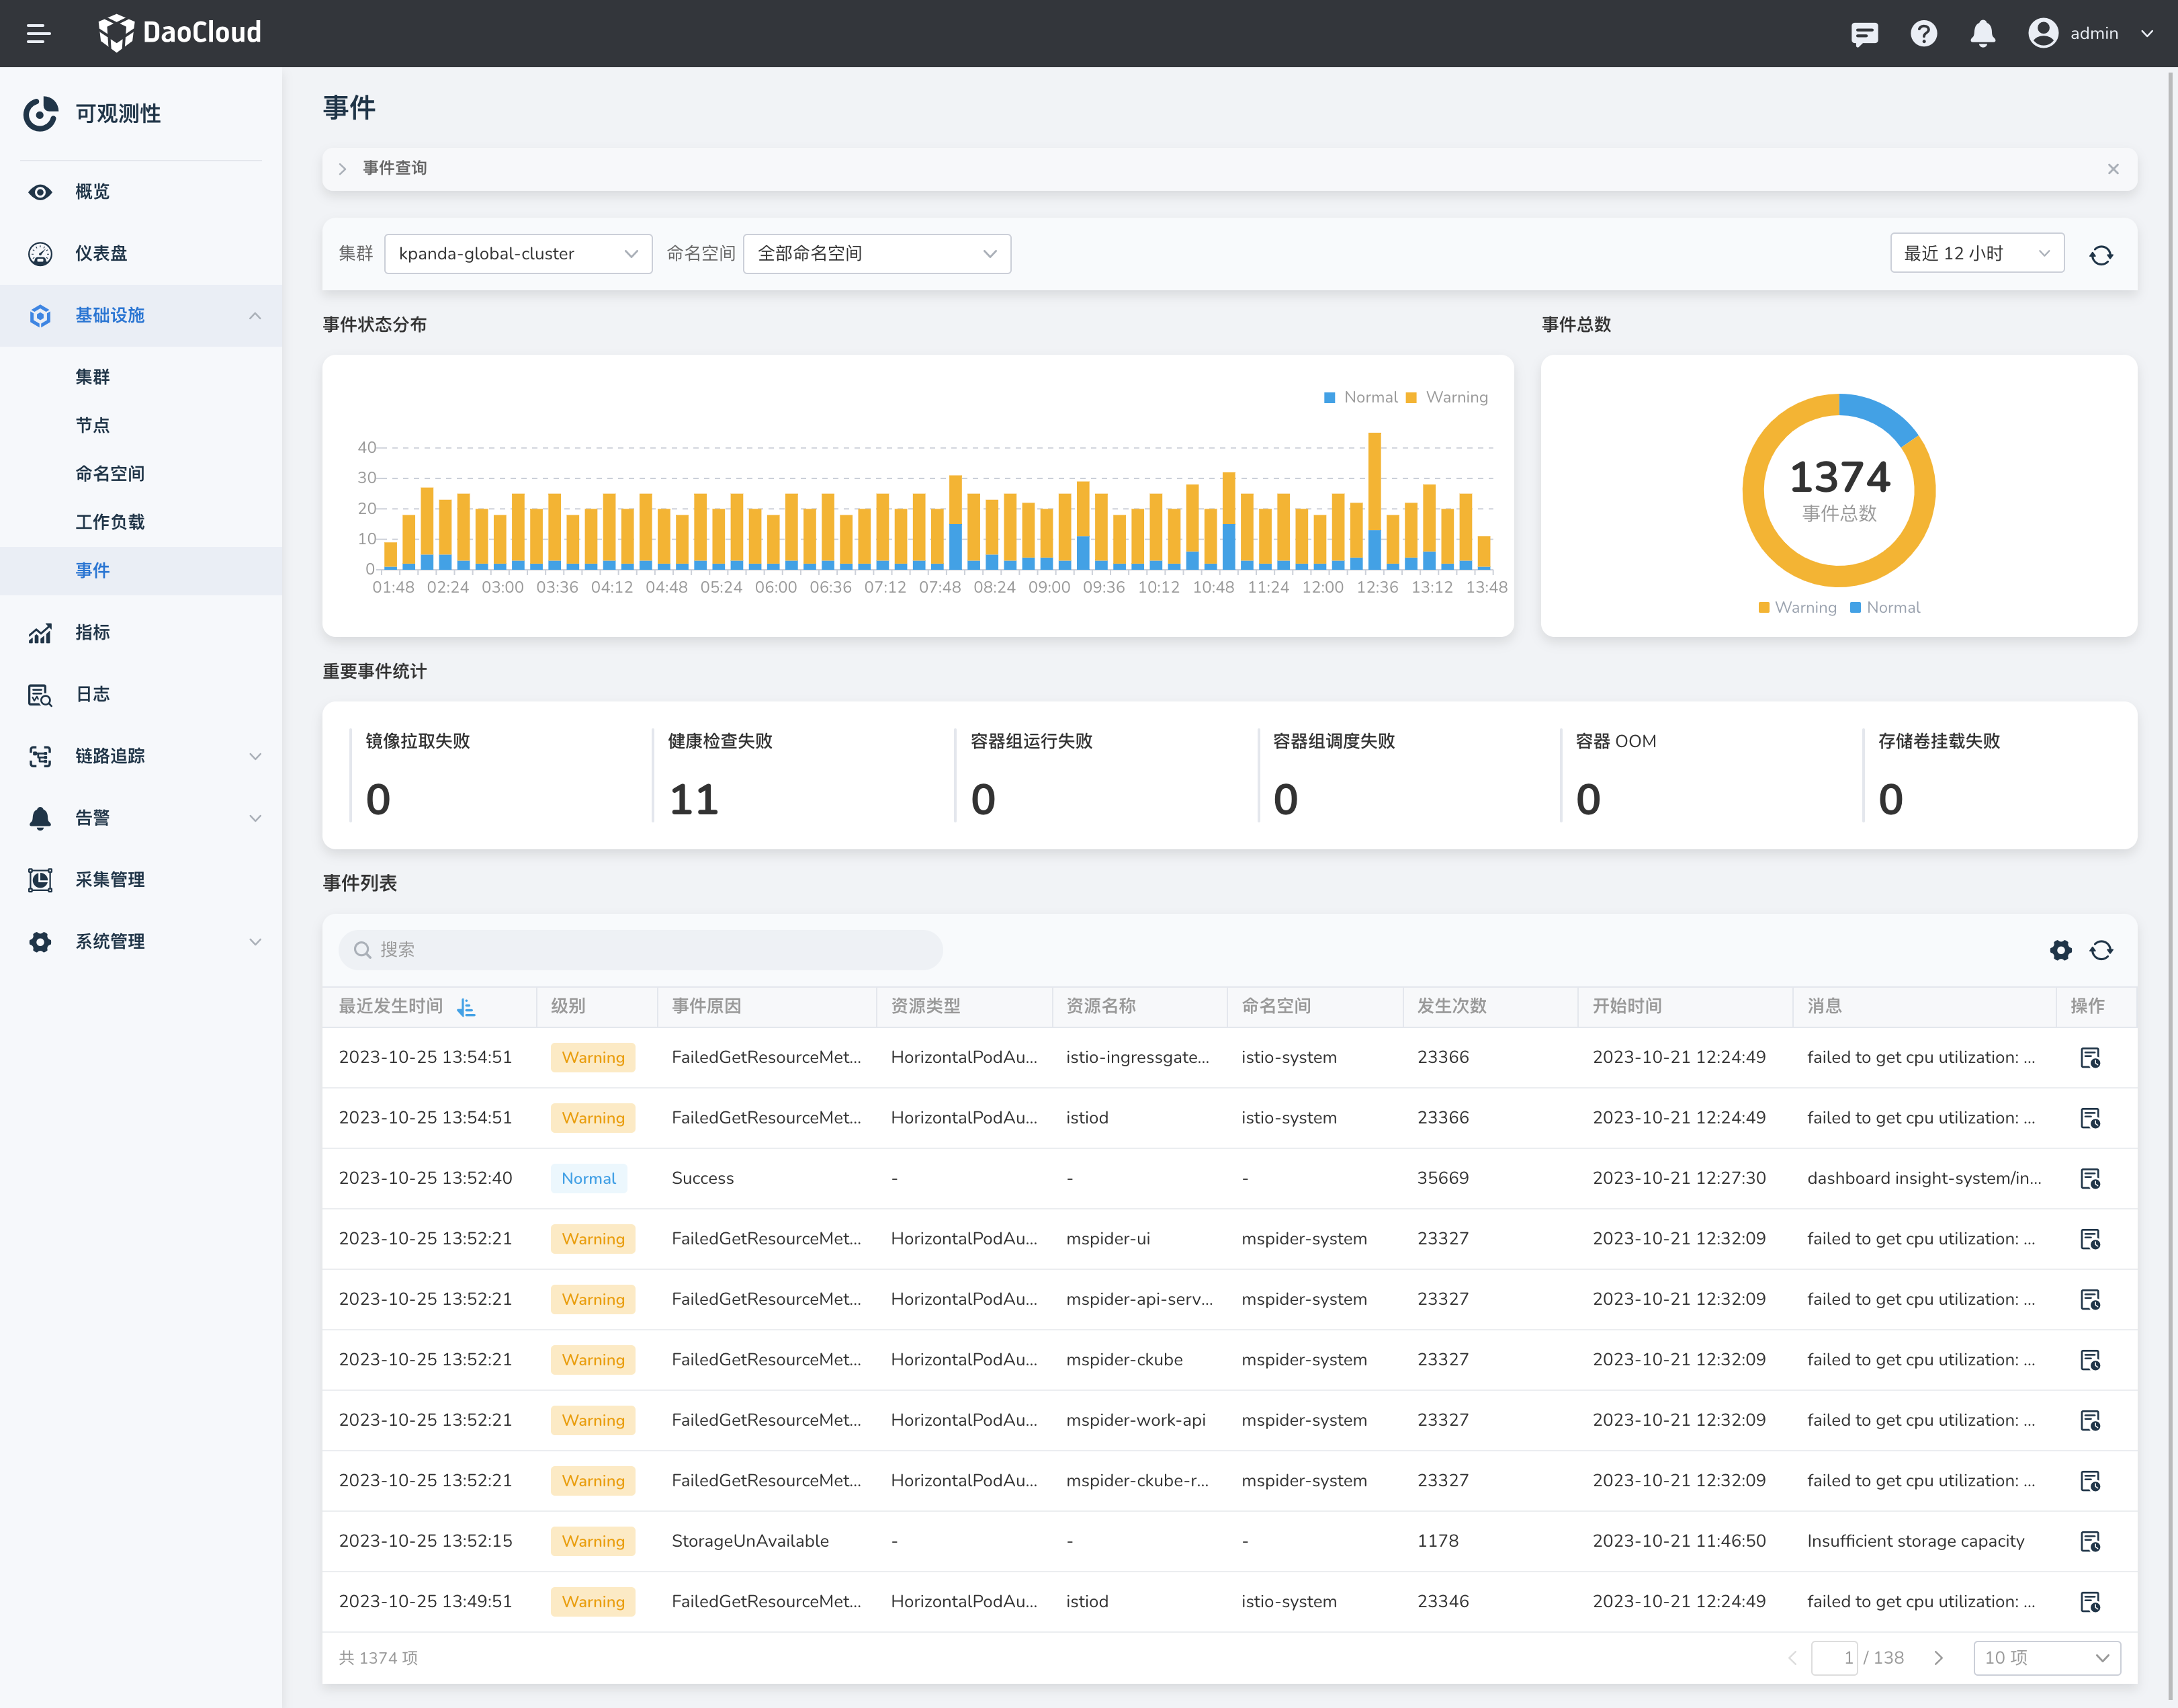 DaoCloud
admin
可观测性
概览
仪表盘
基础设施
集群
节点
命名空间
工作负载
事件
指标
日志
链路追踪
告警
采集管理
系统管理
事件
事件查询
集群 kpanda-global-cluster 命名空间 全部命名空间 最近 12 小时
事件状态分布
Normal Warning
40
30
20
10
0
01:48 02:24 03:00 03:36 04:12 04:48 05:24 06:00 06:36 07:12 07:48 08:24 09:00 09:36 10:12 10:48 11:24 12:00 12:36 13:12 13:48
事件总数
1374
事件总数
Warning Normal
重要事件统计
镜像拉取失败 健康检查失败 容器组运行失败 容器组调度失败 容器 OOM 存储卷挂载失败
0 11 0 0 0 0
事件列表
搜索
最近发生时间 级别 事件原因 资源类型 资源名称 命名空间 发生次数 开始时间 消息 操作
2023-10-25 13:54:51 Warning FailedGetResourceMet... HorizontalPodAu... istio-ingressgate... istio-system 23366 2023-10-21 12:24:49 failed to get cpu utilization: ...
2023-10-25 13:54:51 Warning FailedGetResourceMet... HorizontalPodAu... istiod istio-system 23366 2023-10-21 12:24:49 failed to get cpu utilization: ...
2023-10-25 13:52:40 Normal Success - - - 35669 2023-10-21 12:27:30 dashboard insight-system/in...
2023-10-25 13:52:21 Warning FailedGetResourceMet... HorizontalPodAu... mspider-ui mspider-system 23327 2023-10-21 12:32:09 failed to get cpu utilization: ...
2023-10-25 13:52:21 Warning FailedGetResourceMet... HorizontalPodAu... mspider-api-serv... mspider-system 23327 2023-10-21 12:32:09 failed to get cpu utilization: ...
2023-10-25 13:52:21 Warning FailedGetResourceMet... HorizontalPodAu... mspider-ckube mspider-system 23327 2023-10-21 12:32:09 failed to get cpu utilization: ...
2023-10-25 13:52:21 Warning FailedGetResourceMet... HorizontalPodAu... mspider-work-api mspider-system 23327 2023-10-21 12:32:09 failed to get cpu utilization: ...
2023-10-25 13:52:21 Warning FailedGetResourceMet... HorizontalPodAu... mspider-ckube-r... mspider-system 23327 2023-10-21 12:32:09 failed to get cpu utilization: ...
2023-10-25 13:52:15 Warning StorageUnAvailable - - - 1178 2023-10-21 11:46:50 Insufficient storage capacity
2023-10-25 13:49:51 Warning FailedGetResourceMet... HorizontalPodAu... istiod istio-system 23346 2023-10-21 12:24:49 failed to get cpu utilization: ...
共 1374 项 1 / 138 10 项